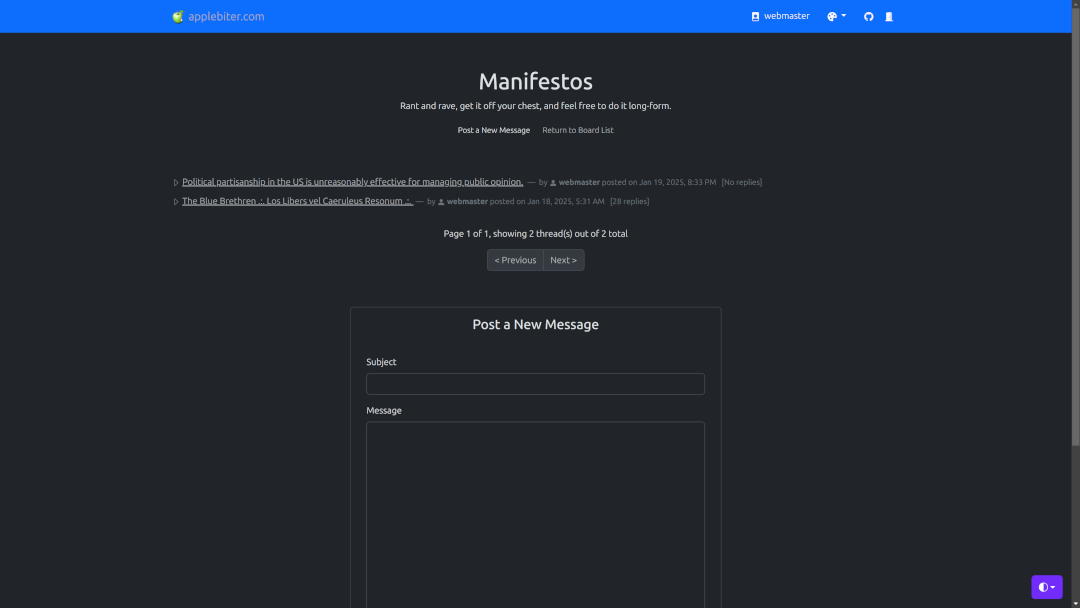 applebiter.com
webmaster
Manifestos
Rant and rave, get it off your chest, and feel free to do it long-form.
Post a New Message Return to Board List
Political partisanship in the US is unreasonably effective for managing public opinion. — by webmaster posted on Jan 19, 2025, 8:33 PM [No replies]
The Blue Brethren .:. Los Libers vel Caeruleus Resonum .:. — by webmaster posted on Jan 18, 2025, 5:31 AM [28 replies]
Page 1 of 1, showing 2 thread(s) out of 2 total
< Previous Next >
Post a New Message
Subject
Message